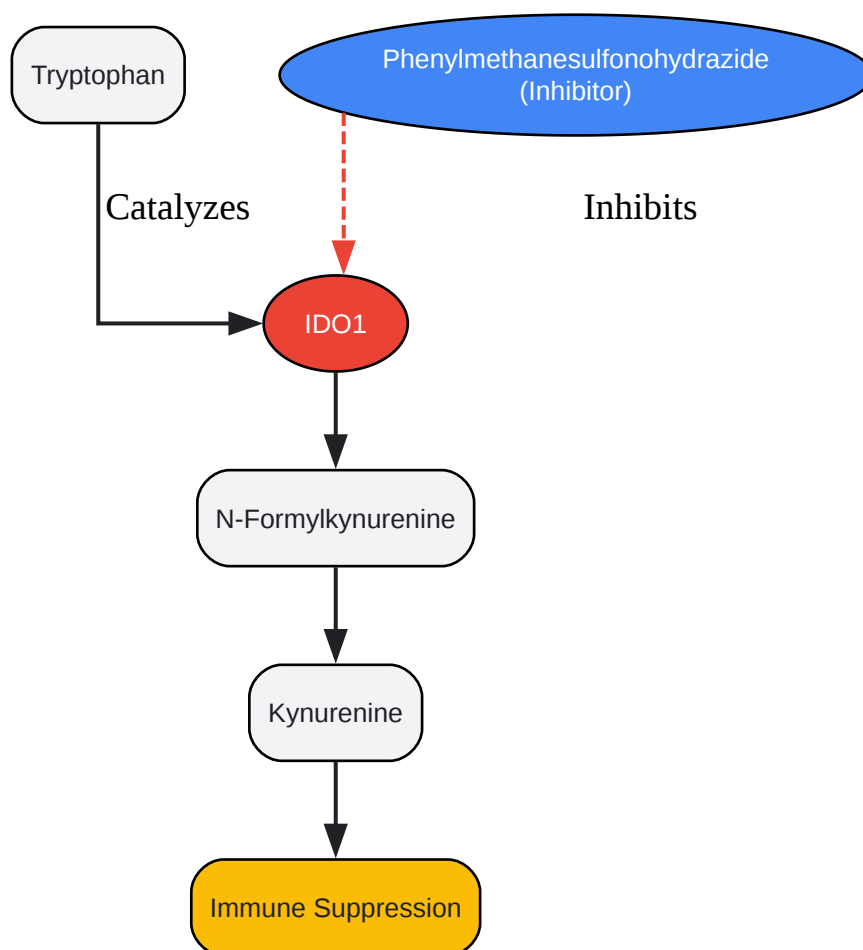 Tryptophan
Phenylmethanesulfonohydrazide
(Inhibitor)
Catalyzes
Inhibits
IDO1
N-Formylkynurenine
Kynurenine
Immune Suppression